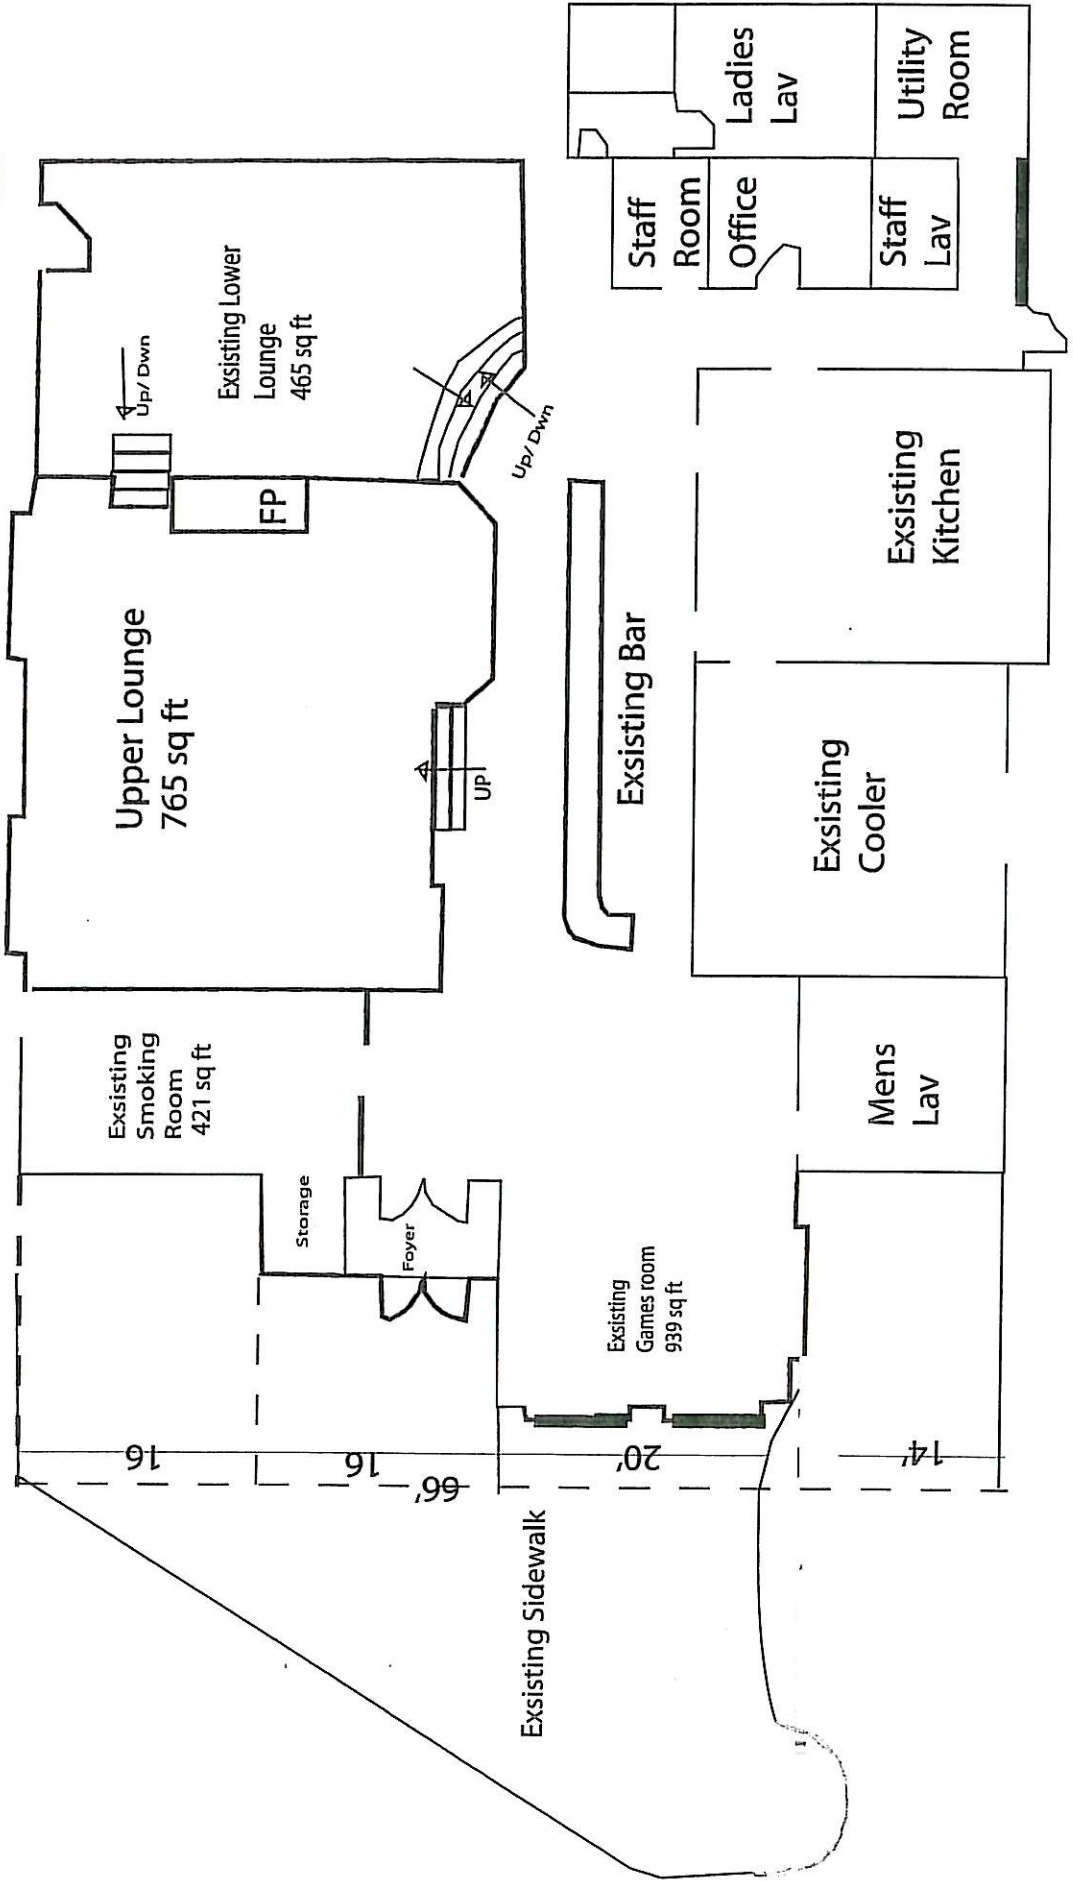 Ladies
Lav
Utility
Room
Staff
Room
Office
Staff
Lav
Exsisting Lower
Lounge
465 sq ft
Up/ Dwn
Up/ Dwn
FP
Upper Lounge
765 sq ft
UP
Exsisting Bar
Exsisting
Kitchen
Exsisting
Cooler
Exsisting
Smoking
Room
421 sq ft
Mens
Lav
Storage
Foyer
Exsisting
Games room
939 sq ft
16
16
66'
20'
14'
Exsisting Sidewalk